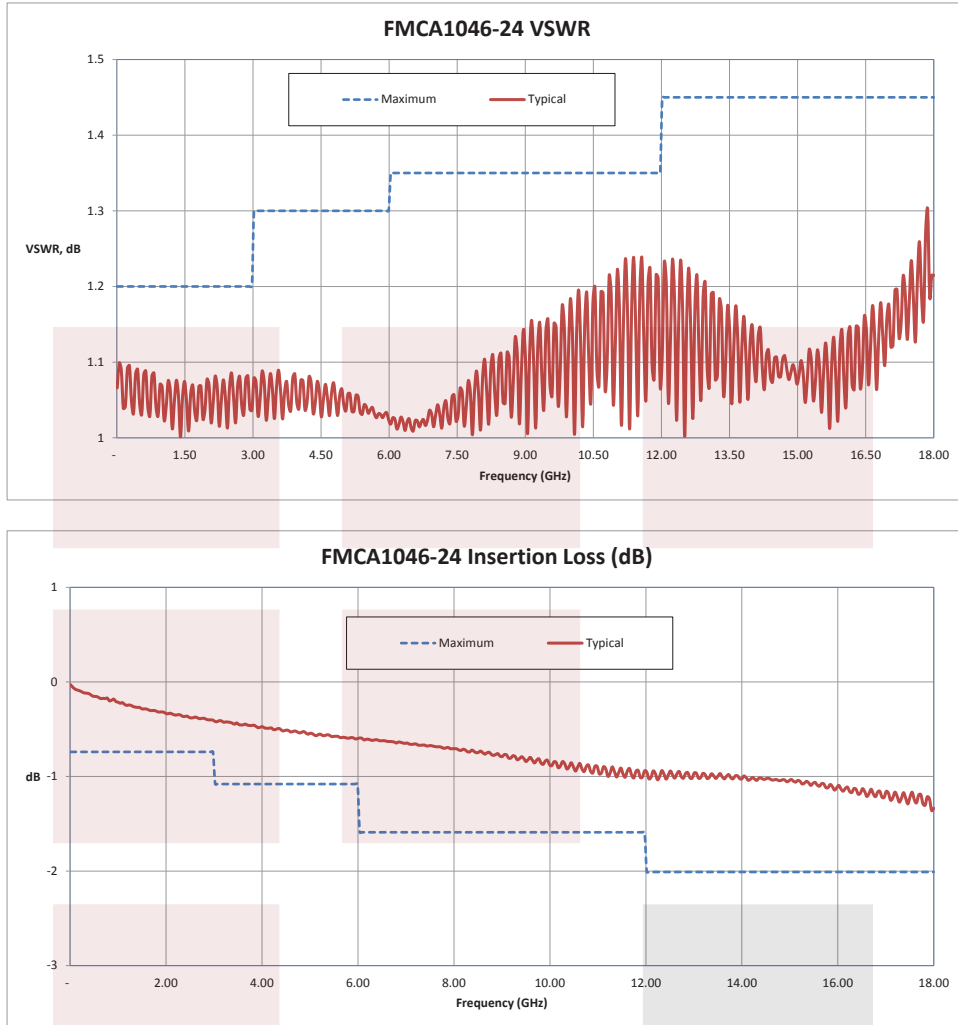 FMCA1046-24 VSWR
1.5
Maximum Typical
1.4
1.3
VSWR, dB
1.2
1.1
1
- 1.50 3.00 4.50 6.00 7.50 9.00 10.50 12.00 13.50 15.00 16.50 18.00
Frequency (GHz)
FMCA1046-24 Insertion Loss (dB)
1
Maximum Typical
0
dB
-1
-2
-3
- 2.00 4.00 6.00 8.00 10.00 12.00 14.00 16.00 18.00
Frequency (GHz)